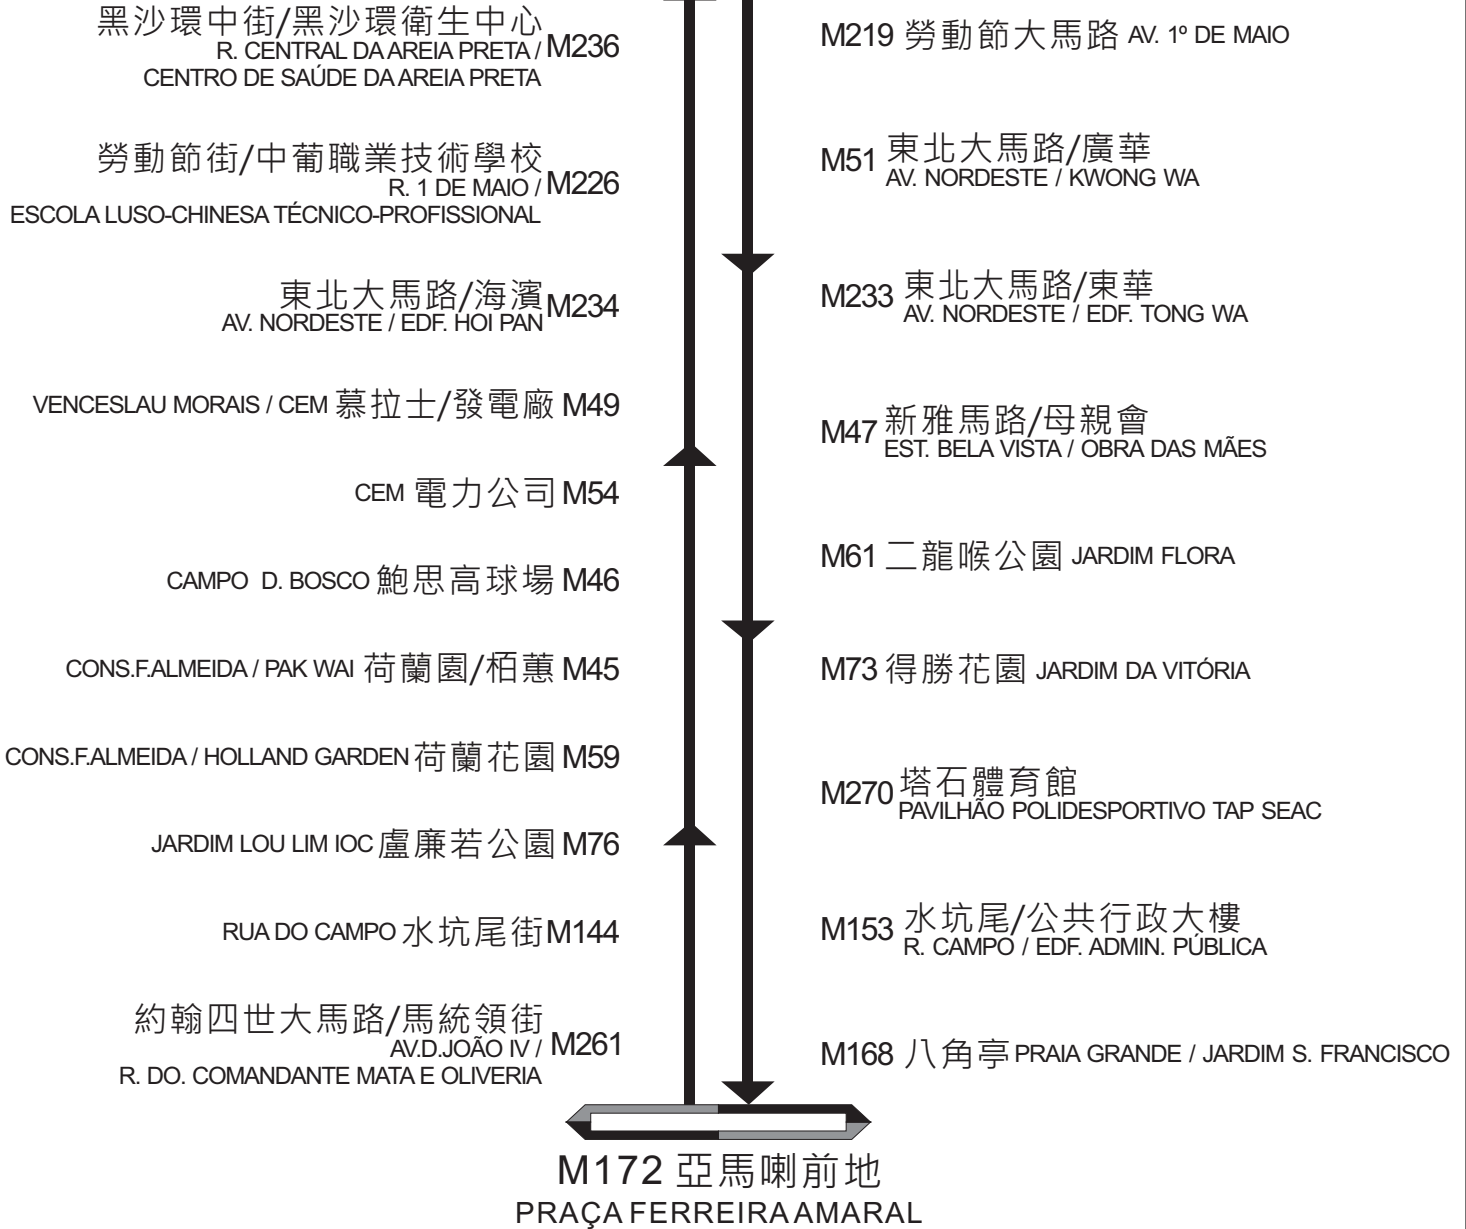 黑沙環中街/黑沙環衛生中心
R. CENTRAL DA AREIA PRETA / M236
CENTRO DE SAÚDE DA AREIA PRETA
勞動節街/中葡職業技術學校
R. 1 DE MAIO / M226
ESCOLA LUSO-CHINESA TÉCNICO-PROFISSIONAL
東北大馬路/海濱 M234
AV. NORDESTE / EDF. HOI PAN
VENCESLAU MORAIS / CEM 慕拉士/發電廠 M49
CEM 電力公司 M54
CAMPO D. BOSCO 鮑思高球場 M46
CONS.F.ALMEIDA / PAK WAI 荷蘭園/栢蕙 M45
CONS.F.ALMEIDA / HOLLAND GARDEN 荷蘭花園 M59
JARDIM LOU LIM IOC 盧廉若公園 M76
RUA DO CAMPO 水坑尾街 M144
約翰四世大馬路/馬統領街
AV.D.JOÃO IV / M261
R. DO. COMANDANTE MATA E OLIVERIA
M219 勞動節大馬路 AV. 1º DE MAIO
M51 東北大馬路/廣華
AV. NORDESTE / KWONG WA
M233 東北大馬路/東華
AV. NORDESTE / EDF. TONG WA
M47 新雅馬路/母親會
EST. BELA VISTA / OBRA DAS MÃES
M61 二龍喉公園 JARDIM FLORA
M73 得勝花園 JARDIM DA VITÓRIA
M270 塔石體育館
PAVILHÃO POLIDESPORTIVO TAP SEAC
M153 水坑尾/公共行政大樓
R. CAMPO / EDF. ADMIN. PÚBLICA
M168 八角亭 PRAIA GRANDE / JARDIM S. FRANCISCO
M172 亞馬喇前地
PRAÇA FERREIRA AMARAL